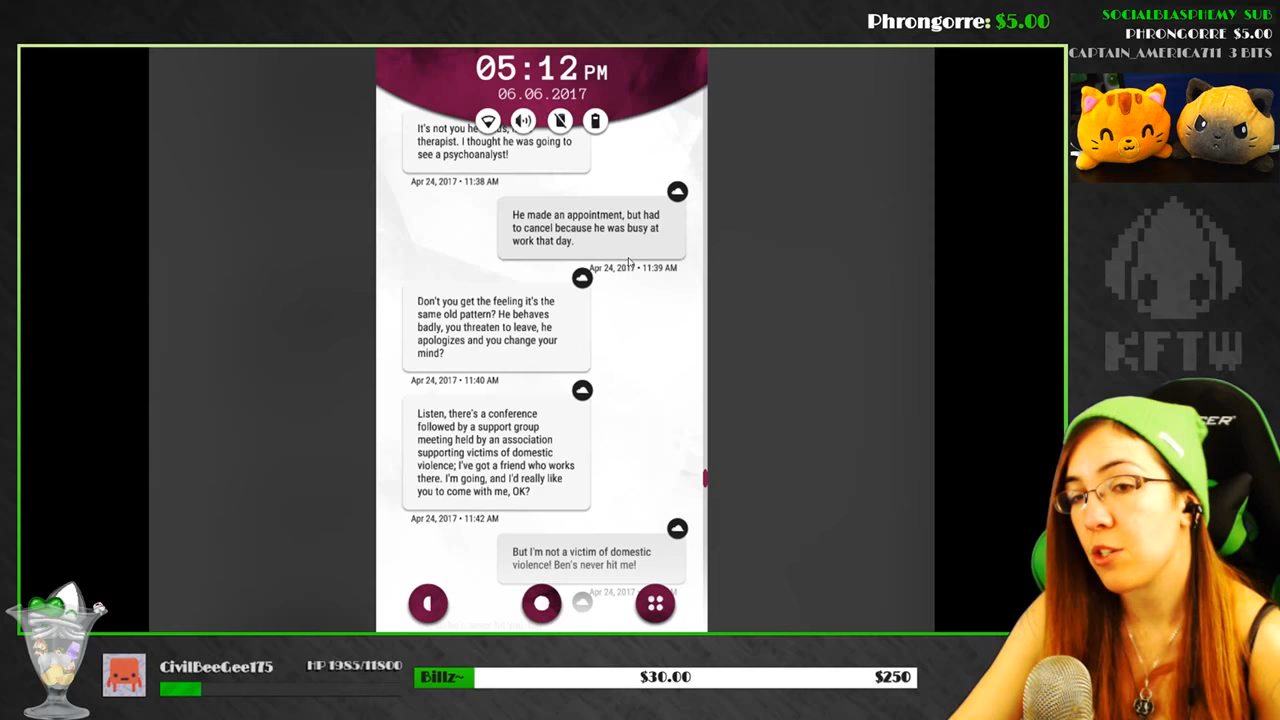 Phrongorre: $5.00
SOCIALBLASPHEMY SUB
PHRONGORRE $5.00
CAPTAIN_AMERICA711 3 BITS
05:12 PM
06.06.2017
It's not you he
therapist. I thought he was going to
see a psychoanalyst!
Apr 24, 2017 • 11:38 AM
He made an appointment, but had
to cancel because he was busy at
work that day.
Apr 24, 2017 • 11:39 AM
Don't you get the feeling it's the
same old pattern? He behaves
badly, you threaten to leave, he
apologizes and you change your
mind?
Apr 24, 2017 • 11:40 AM
Listen, there's a conference
followed by a support group
meeting held by an association
supporting victims of domestic
violence; I've got a friend who works
there. I'm going, and I'd really like
you to come with me, OK?
Apr 24, 2017 • 11:42 AM
But I'm not a victim of domestic
violence! Ben's never hit me!
Apr 24, 2017 •
KFTW
CivilBeeGee175
HP 1985/11800
Billz~
$30.00
$250